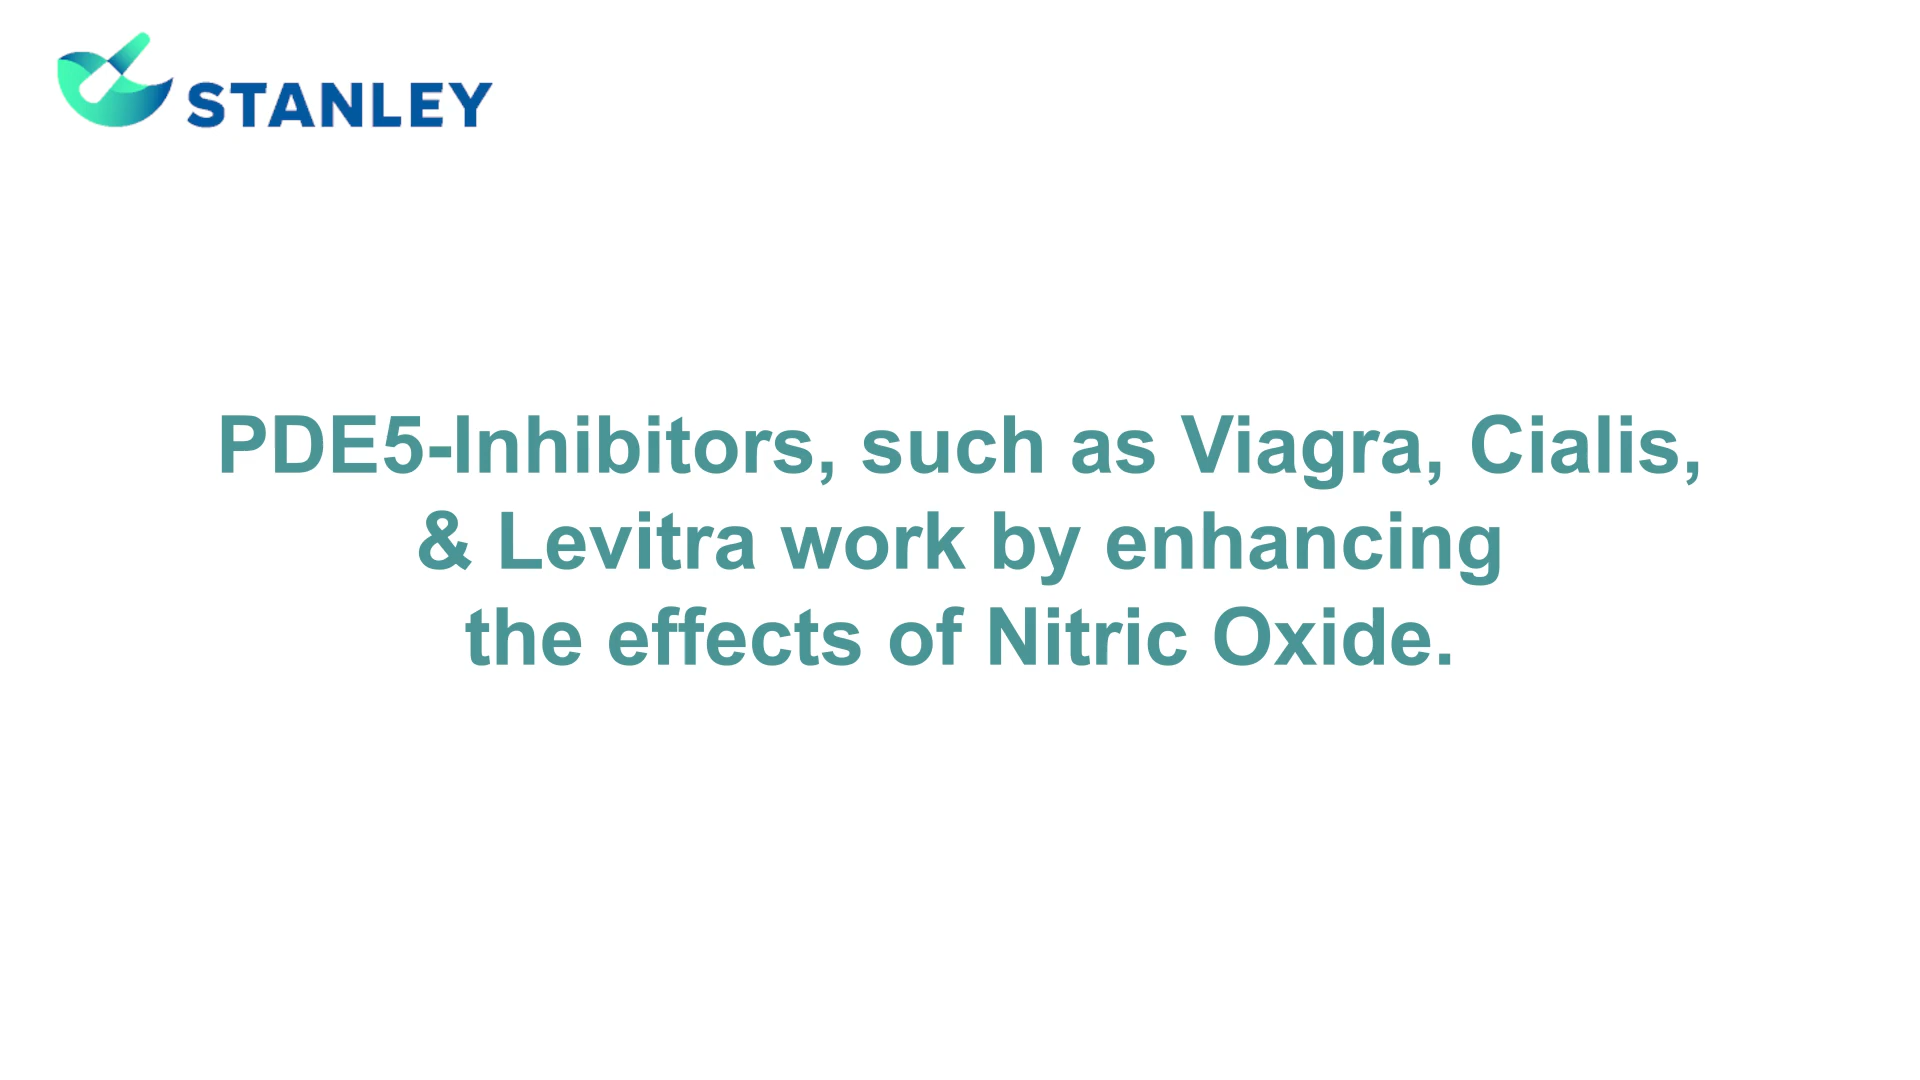 STANLEY
PDE5-Inhibitors, such as Viagra, Cialis,
& Levitra work by enhancing
the effects of Nitric Oxide.